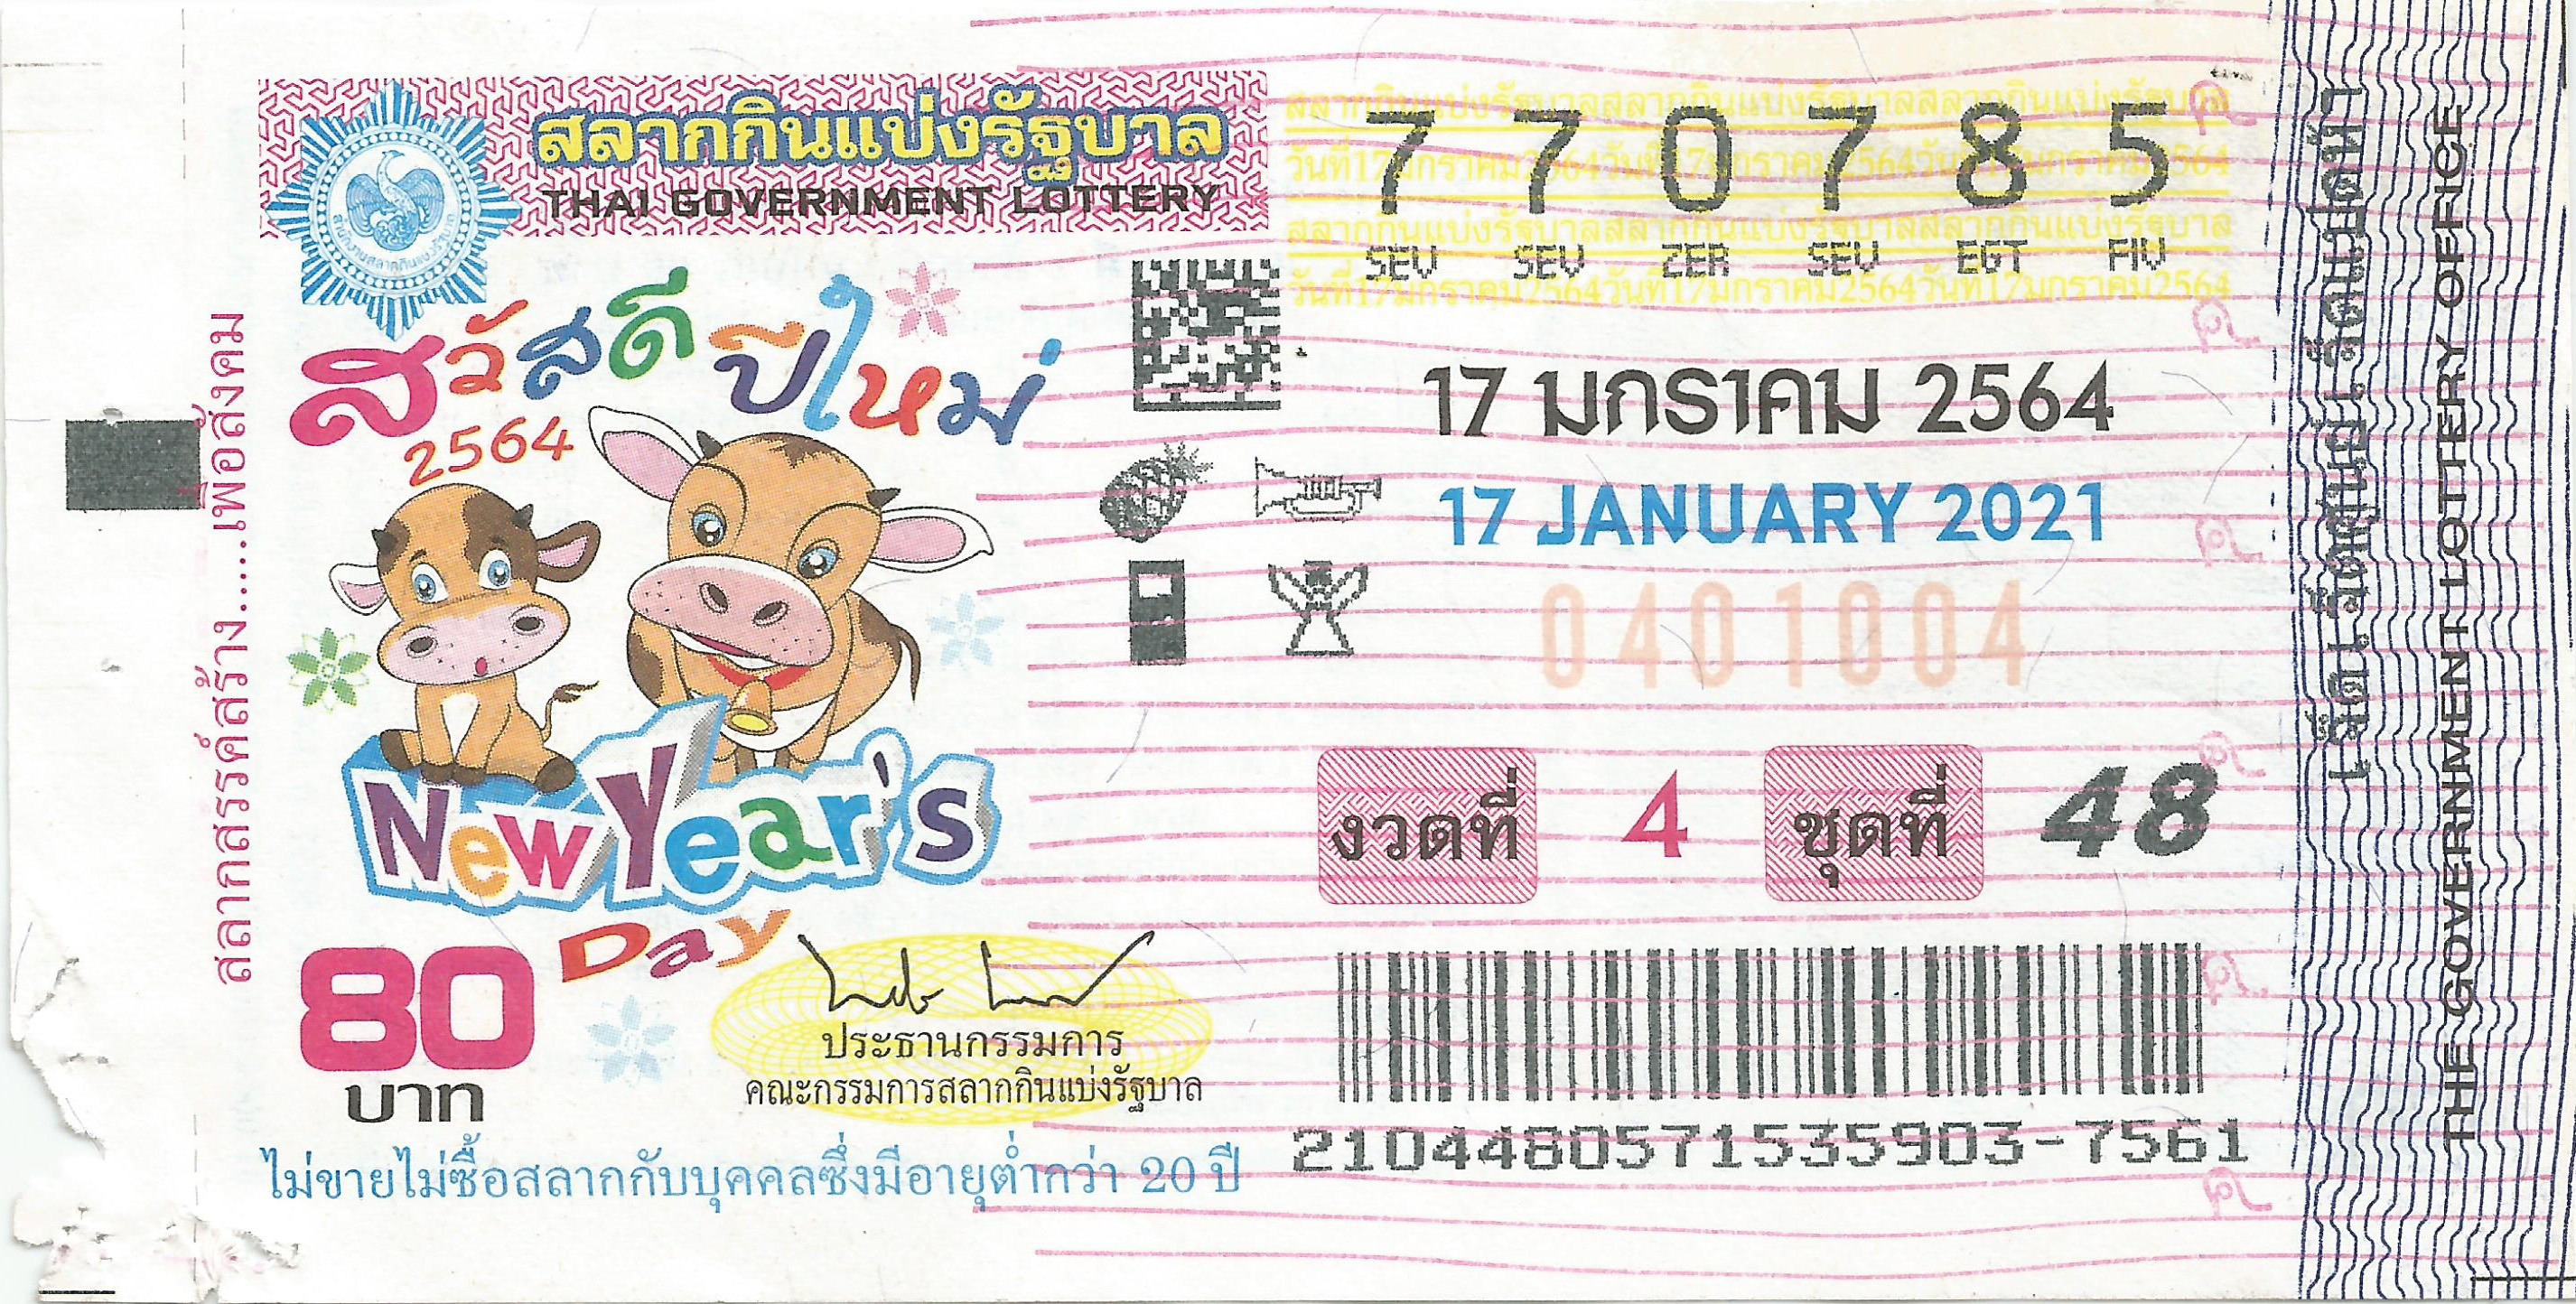 สลากกินแบ่งรัฐบาล
THAI GOVERNMENT LOTTERY
สำนักงานสลากกินแบ่งรัฐบาล
สวัสดีปีใหม่
2564
New Year's
Day
80
บาท
ประธานกรรมการ
คณะกรรมการสลากกินแบ่งรัฐบาล
ไม่ขายไม่ซื้อสลากกับบุคคลซึ่งมีอายุต่ำกว่า 20 ปี
สลากสรรค์สร้าง.....เพื่อสังคม
สลากกินแบ่งรัฐบาลสลากกินแบ่งรัฐบาลสลากกินแบ่งรัฐบาล
วันที่17มกราคม2564วันที่17มกราคม2564วันที่17มกราคม2564
สลากกินแบ่งรัฐบาลสลากกินแบ่งรัฐบาลสลากกินแบ่งรัฐบาล
วันที่17มกราคม2564วันที่17มกราคม2564วันที่17มกราคม2564
7 7 0 7 8 5
SEV SEV ZER SEV EGT FIV
17 มกราคม 2564
17 JANUARY 2021
0401004
งวดที่ 4 ชุดที่ 48
2104480571535903-7561
เจ็ดเจ็ดศูนย์เจ็ดแปดห้า
THE GOVERNMENT LOTTERY OFFICE